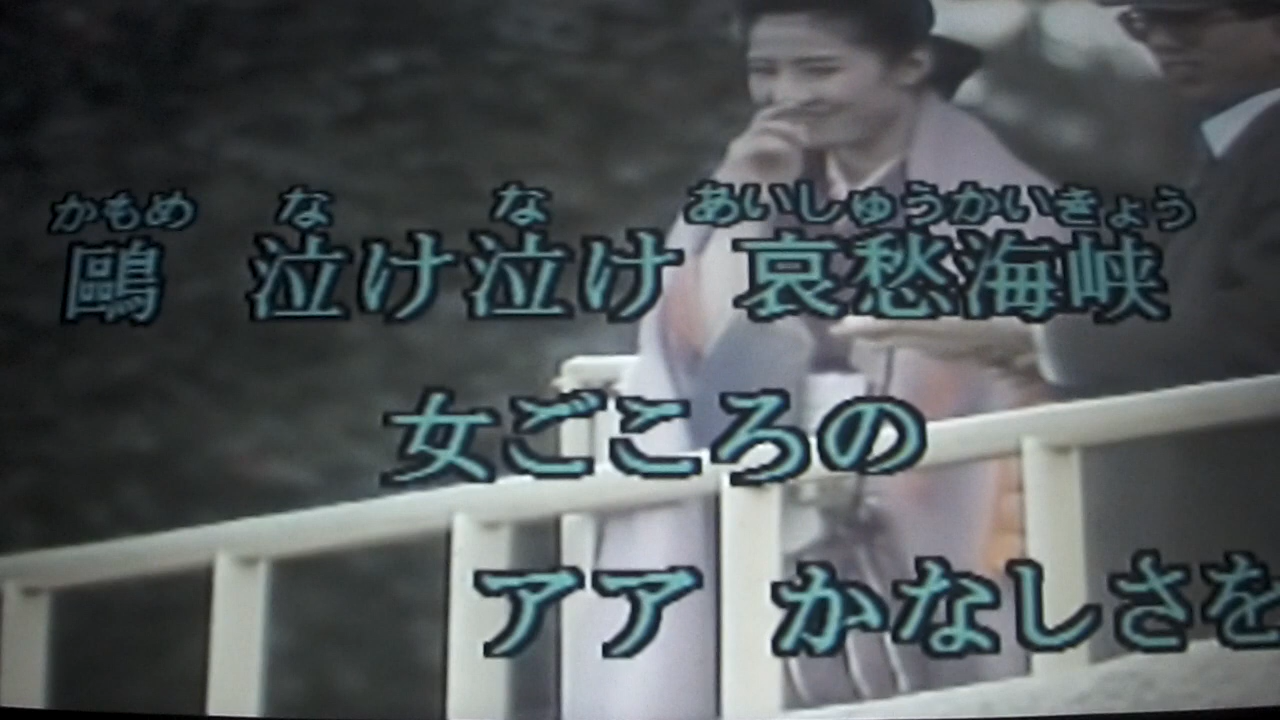 かもめ な な あいしゅうかいきょう
鷗 泣け泣け 哀愁海峡
女ごころの
アア かなしさを